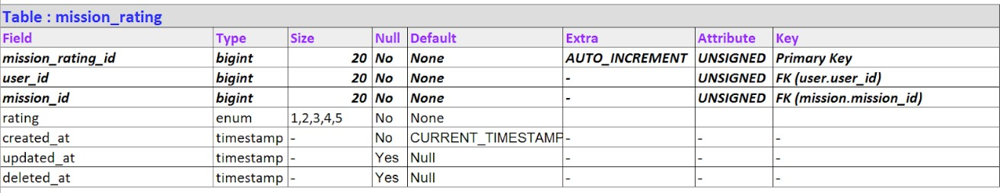 Table : mission_rating
Field Type Size Null Default Extra Attribute Key
mission_rating_id bigint 20 No None AUTO_INCREMENT UNSIGNED Primary Key
user_id bigint 20 No None - UNSIGNED FK (user.user_id)
mission_id bigint 20 No None - UNSIGNED FK (mission.mission_id)
rating enum 1,2,3,4,5 No None
created_at timestamp - No CURRENT_TIMESTAMP - - -
updated_at timestamp - Yes Null - - -
deleted_at timestamp - Yes Null - - -